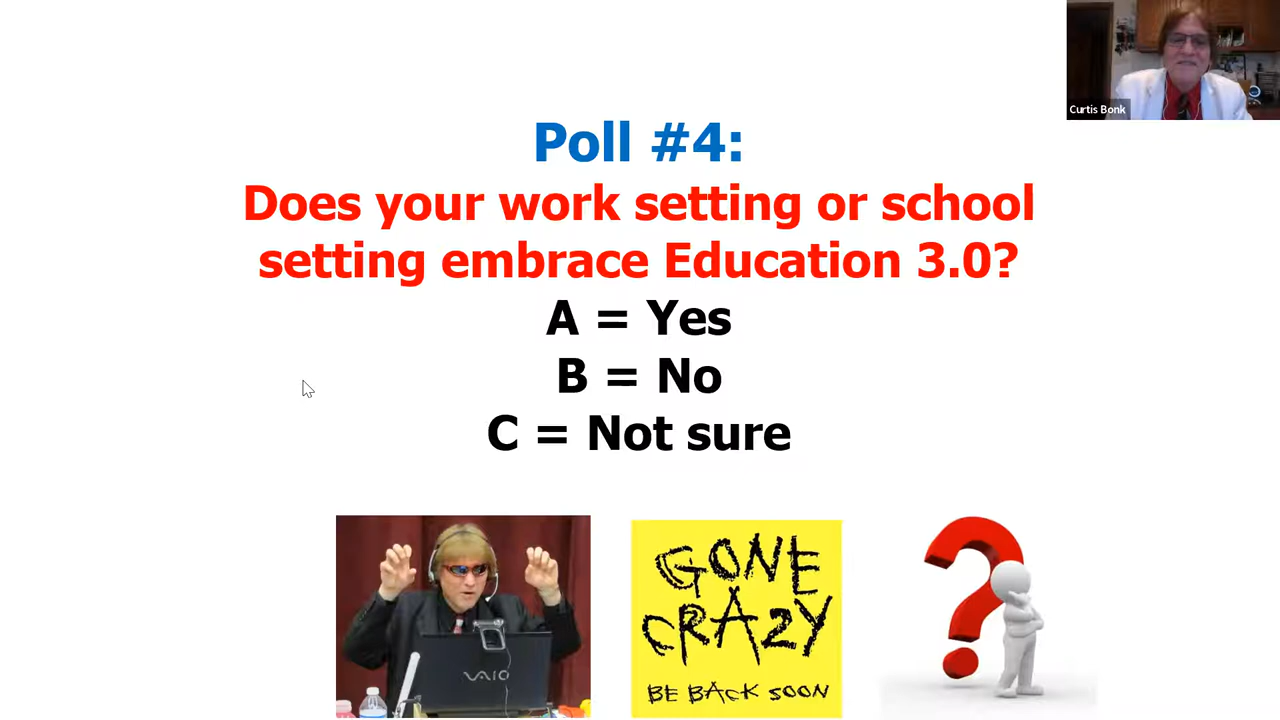 Curtis Bonk
Poll #4:
Does your work setting or school
setting embrace Education 3.0?
A = Yes
B = No
C = Not sure
VAIO
GONE
CRAZY
BE BACK SOON